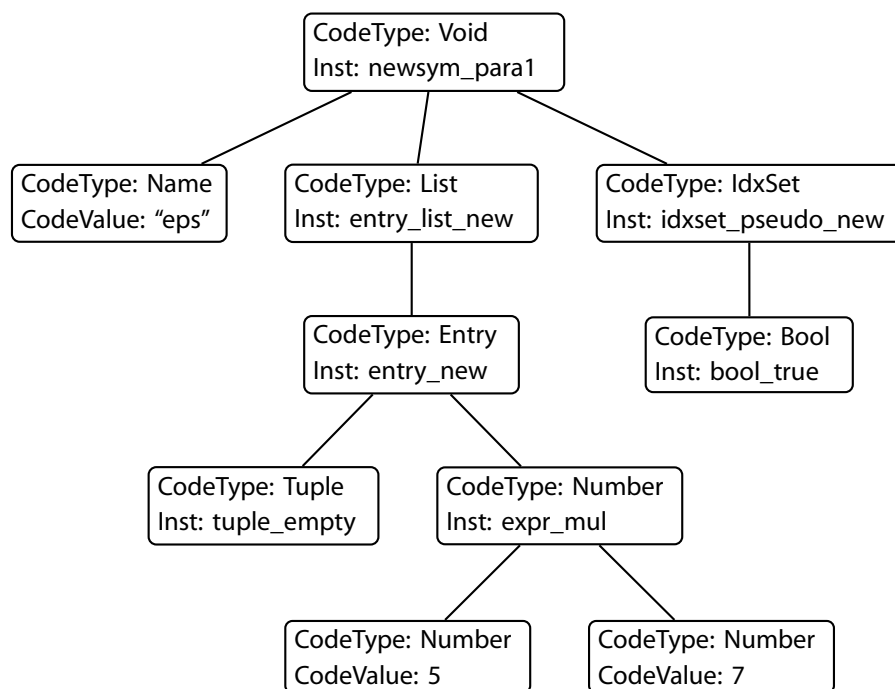 CodeType: Void
Inst: newsym_para1
CodeType: Name
CodeValue: “eps”
CodeType: List
Inst: entry_list_new
CodeType: IdxSet
Inst: idxset_pseudo_new
CodeType: Entry
Inst: entry_new
CodeType: Bool
Inst: bool_true
CodeType: Tuple
Inst: tuple_empty
CodeType: Number
Inst: expr_mul
CodeType: Number
CodeValue: 5
CodeType: Number
CodeValue: 7